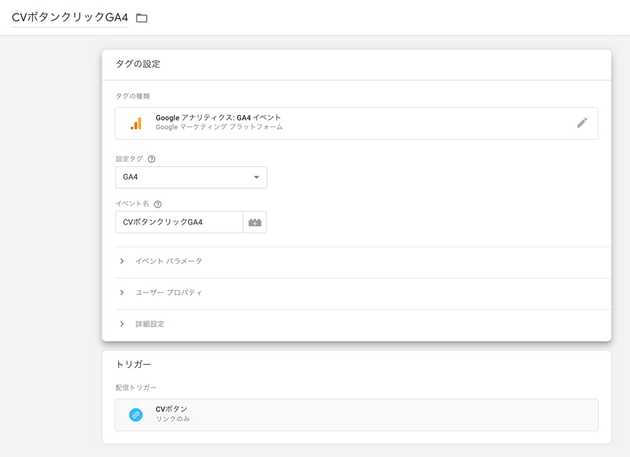 CVボタンクリックGA4
タグの設定
タグの種類
Google アナリティクス: GA4 イベント
Google マーケティング プラットフォーム
設定タグ ?
GA4
イベント名 ?
CVボタンクリックGA4
イベント パラメータ
ユーザー プロパティ
詳細設定
トリガー
配信トリガー
CVボタン
リンクのみ